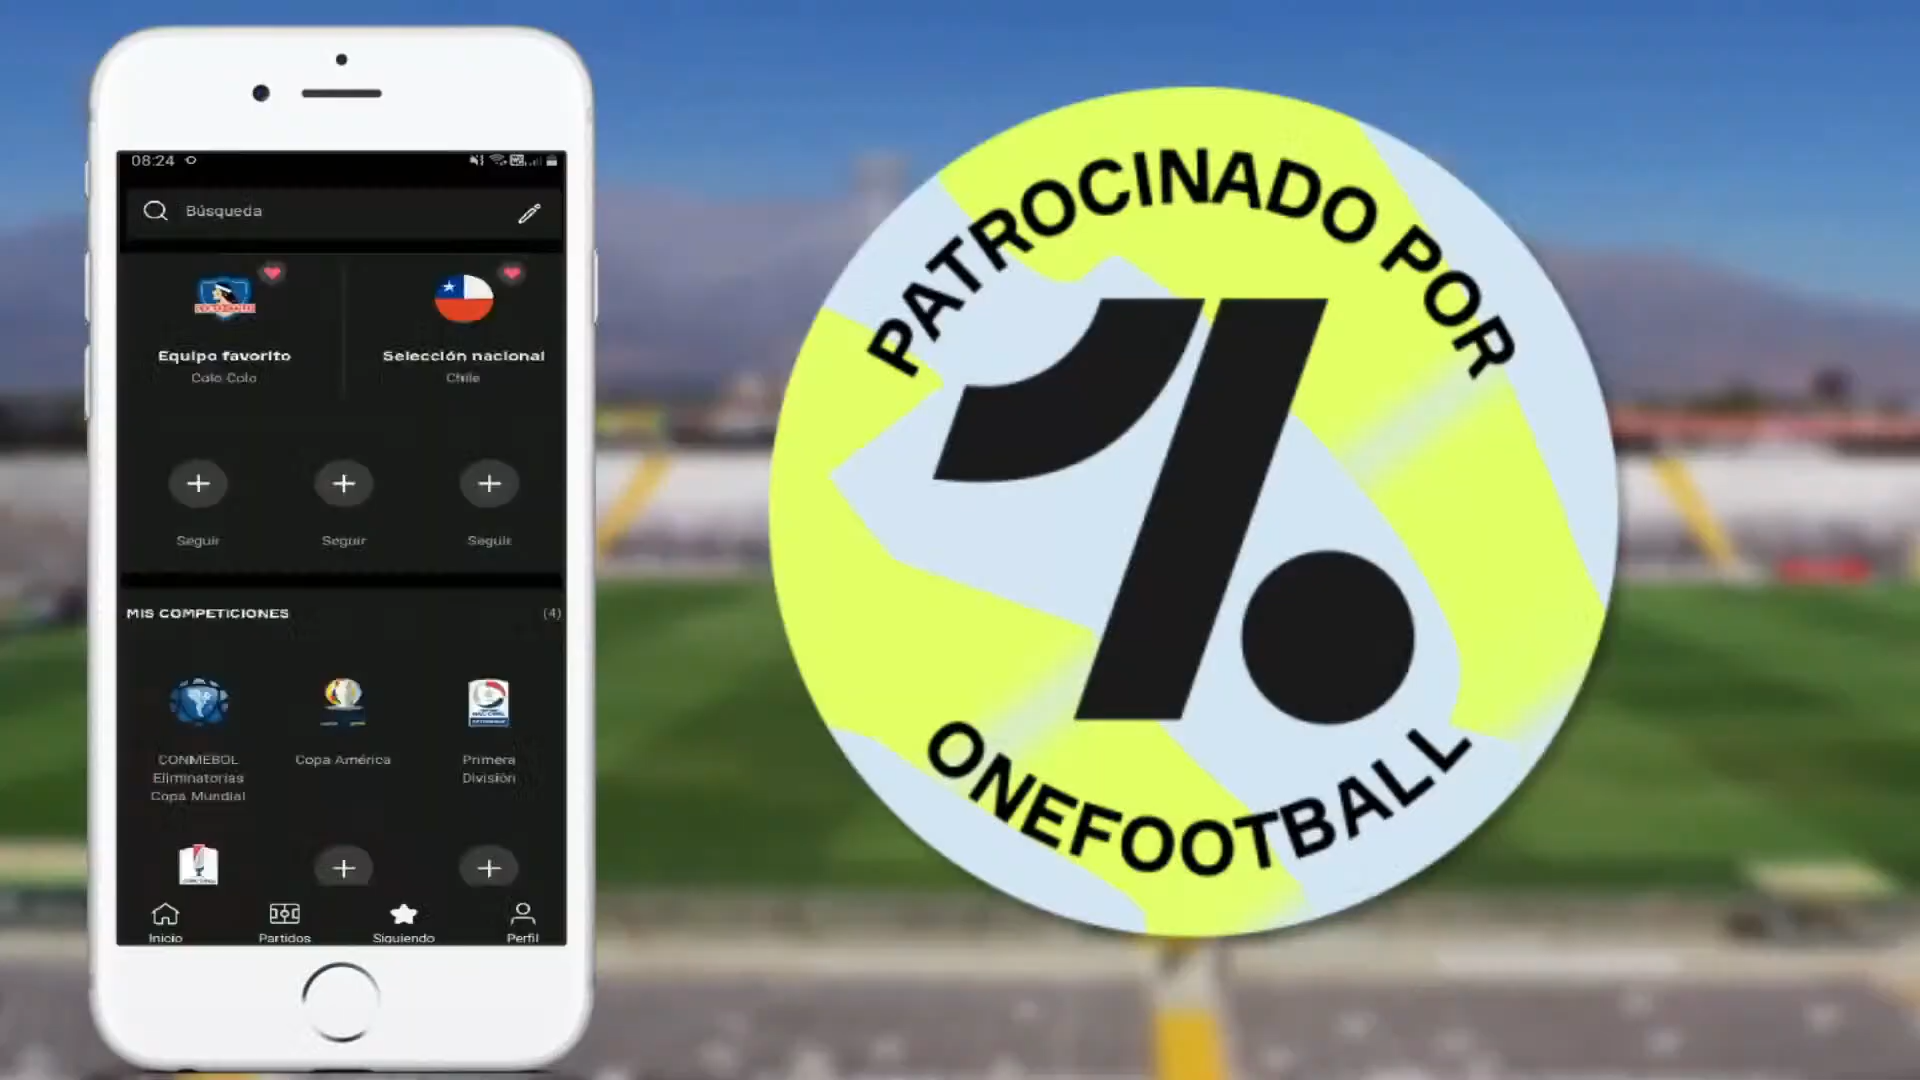 08:24
Búsqueda
Equipo favorito
Colo Colo
Selección nacional
Chile
Seguir
Seguir
Seguir
MIS COMPETICIONES
(4)
CONMEBOL
Eliminatorias
Copa Mundial
Copa América
Primera
División
Inicio
Partidos
Siguiendo
Perfil
PATROCINADO POR
ONEFOOTBALL